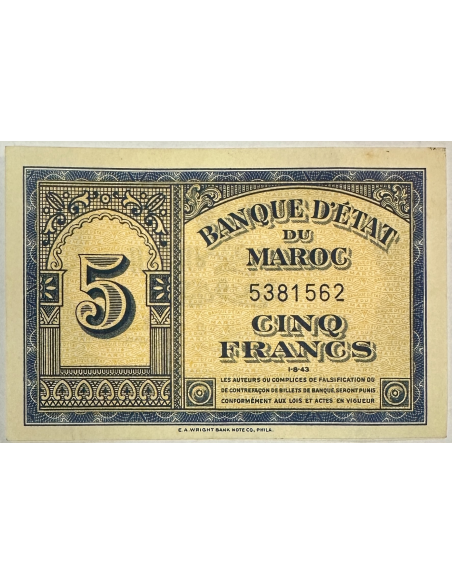 5
BANQUE D'ÉTAT
DU
MAROC
5381562
CINQ
FRANCS
1-8-43
LES AUTEURS OU COMPLICES DE FALSIFICATION OU
DE CONTREFAÇON DE BILLETS DE BANQUE, SERONT PUNIS
CONFORMÉMENT AUX LOIS ET ACTES EN VIGUEUR
E. A. WRIGHT BANK NOTE CO., PHILA.